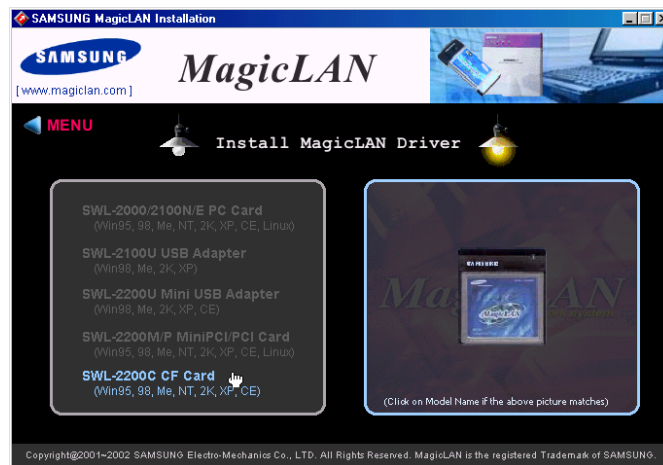 SAMSUNG MagicLAN Installation
SAMSUNG
MagicLAN
[ www.magiclan.com ]
MENU
Install MagicLAN Driver
SWL-2000/2100N/E PC Card
(Win95, 98, Me, NT, 2K, XP, CE, Linux)
SWL-2100U USB Adapter
(Win98, Me, 2K, XP)
SWL-2200U Mini USB Adapter
(Win98, Me, 2K, XP, CE)
SWL-2200M/P MiniPCI/PCI Card
(Win95, 98, Me, NT, 2K, XP, CE, Linux)
SWL-2200C CF Card
(Win95, 98, Me, NT, 2K, XP, CE)
MagicLAN
(Click on Model Name if the above picture matches)
Copyright@2001~2002 SAMSUNG Electro-Mechanics Co., LTD. All Rights Reserved. MagicLAN is the registered Trademark of SAMSUNG.